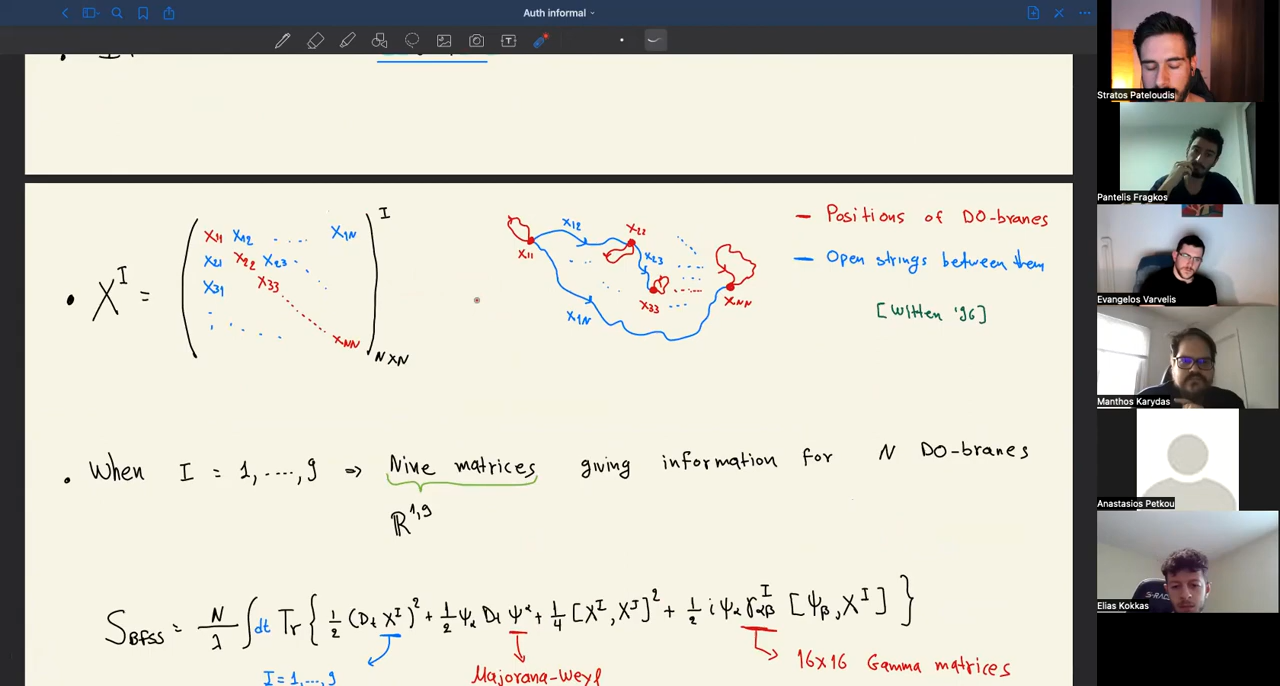 Auth informal
X^I = ( X11 X12 .... X1N
X21 X22 X23 ...
X31 X33
XNN )^I N×N
X11 X12 X22 X23 X33 X1N XNN
— Positions of D0-branes
— Open strings between them
[Witten '96]
• When I = 1, ...., 9 ⇒ Nine matrices giving information for N D0-branes
ℝ^{1,9}
S_BFSS = N/λ ∫dt Tr { 1/2 (D_t X^I)^2 + 1/2 Ψ_α D_t Ψ^α + 1/4 [X^I, X^J]^2 + 1/2 i Ψ_α γ^I_αβ [Ψ_β, X^I] }
I=1,...,9
Majorana-Weyl
16x16 Gamma matrices
Stratos Pateloudis
Pantelis Fragkos
Evangelos Varvelis
Manthos Karydas
Anastasios Petkou
Elias Kokkas